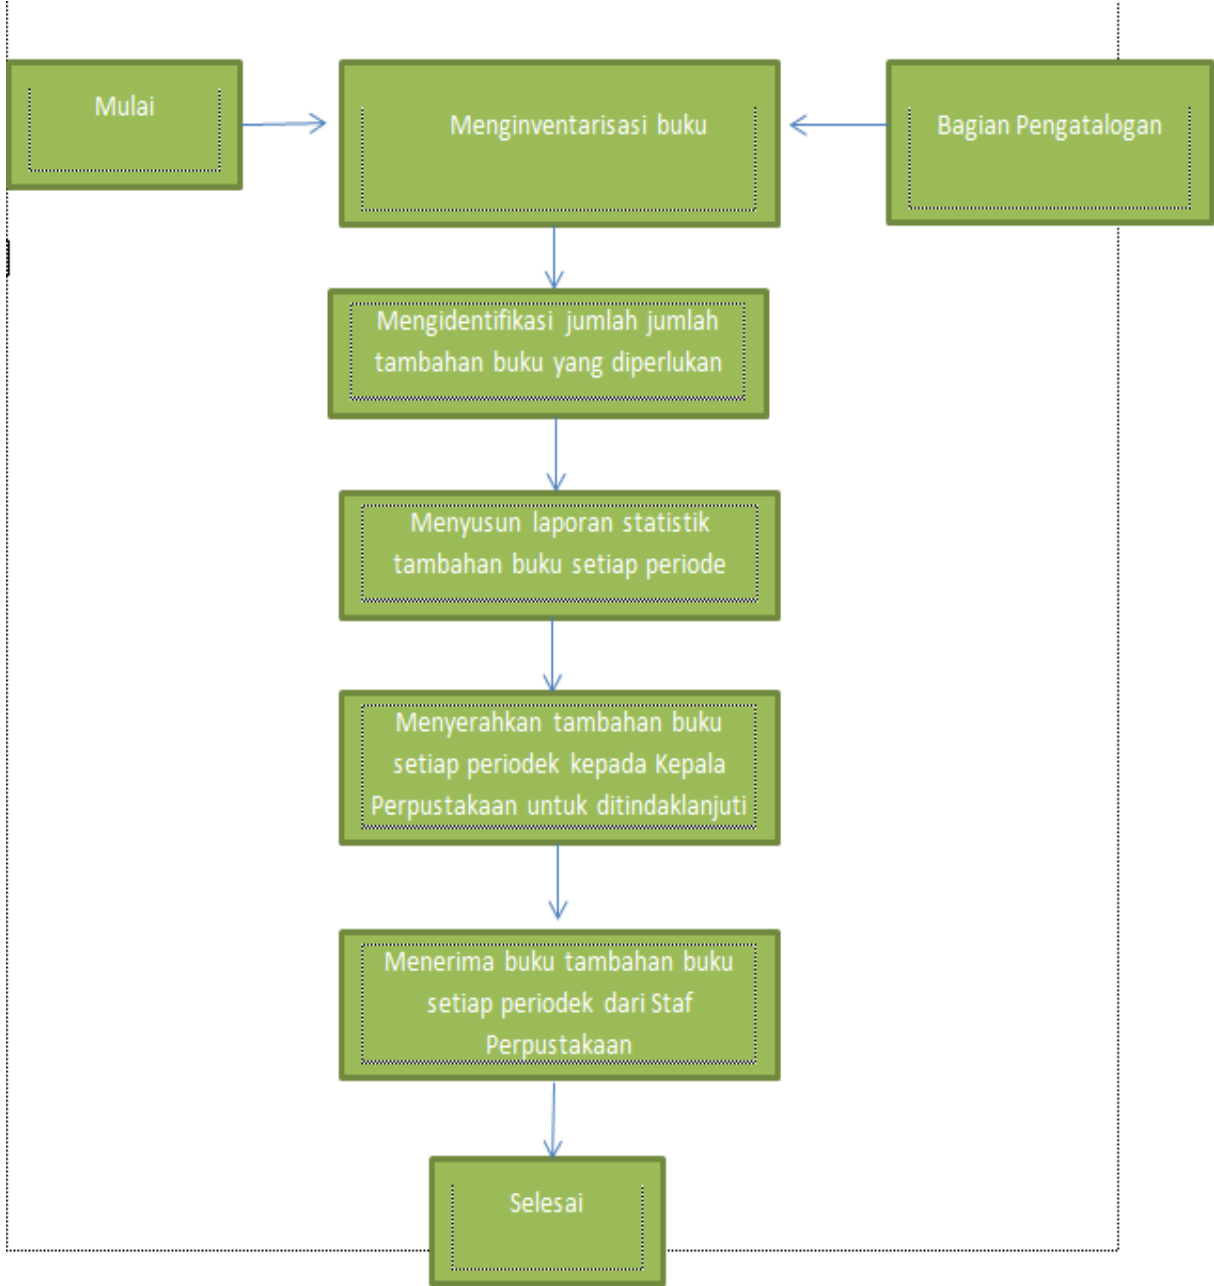 Mulai
Menginventarisasi buku
Bagian Pengatalogan
Mengidentifikasi jumlah jumlah
tambahan buku yang diperlukan
Menyusun laporan statistik
tambahan buku setiap periode
Menyerahkan tambahan buku
setiap periodek kepada Kepala
Perpustakaan untuk ditindaklanjuti
Menerima buku tambahan buku
setiap periodek dari Staf
Perpustakaan
Selesai